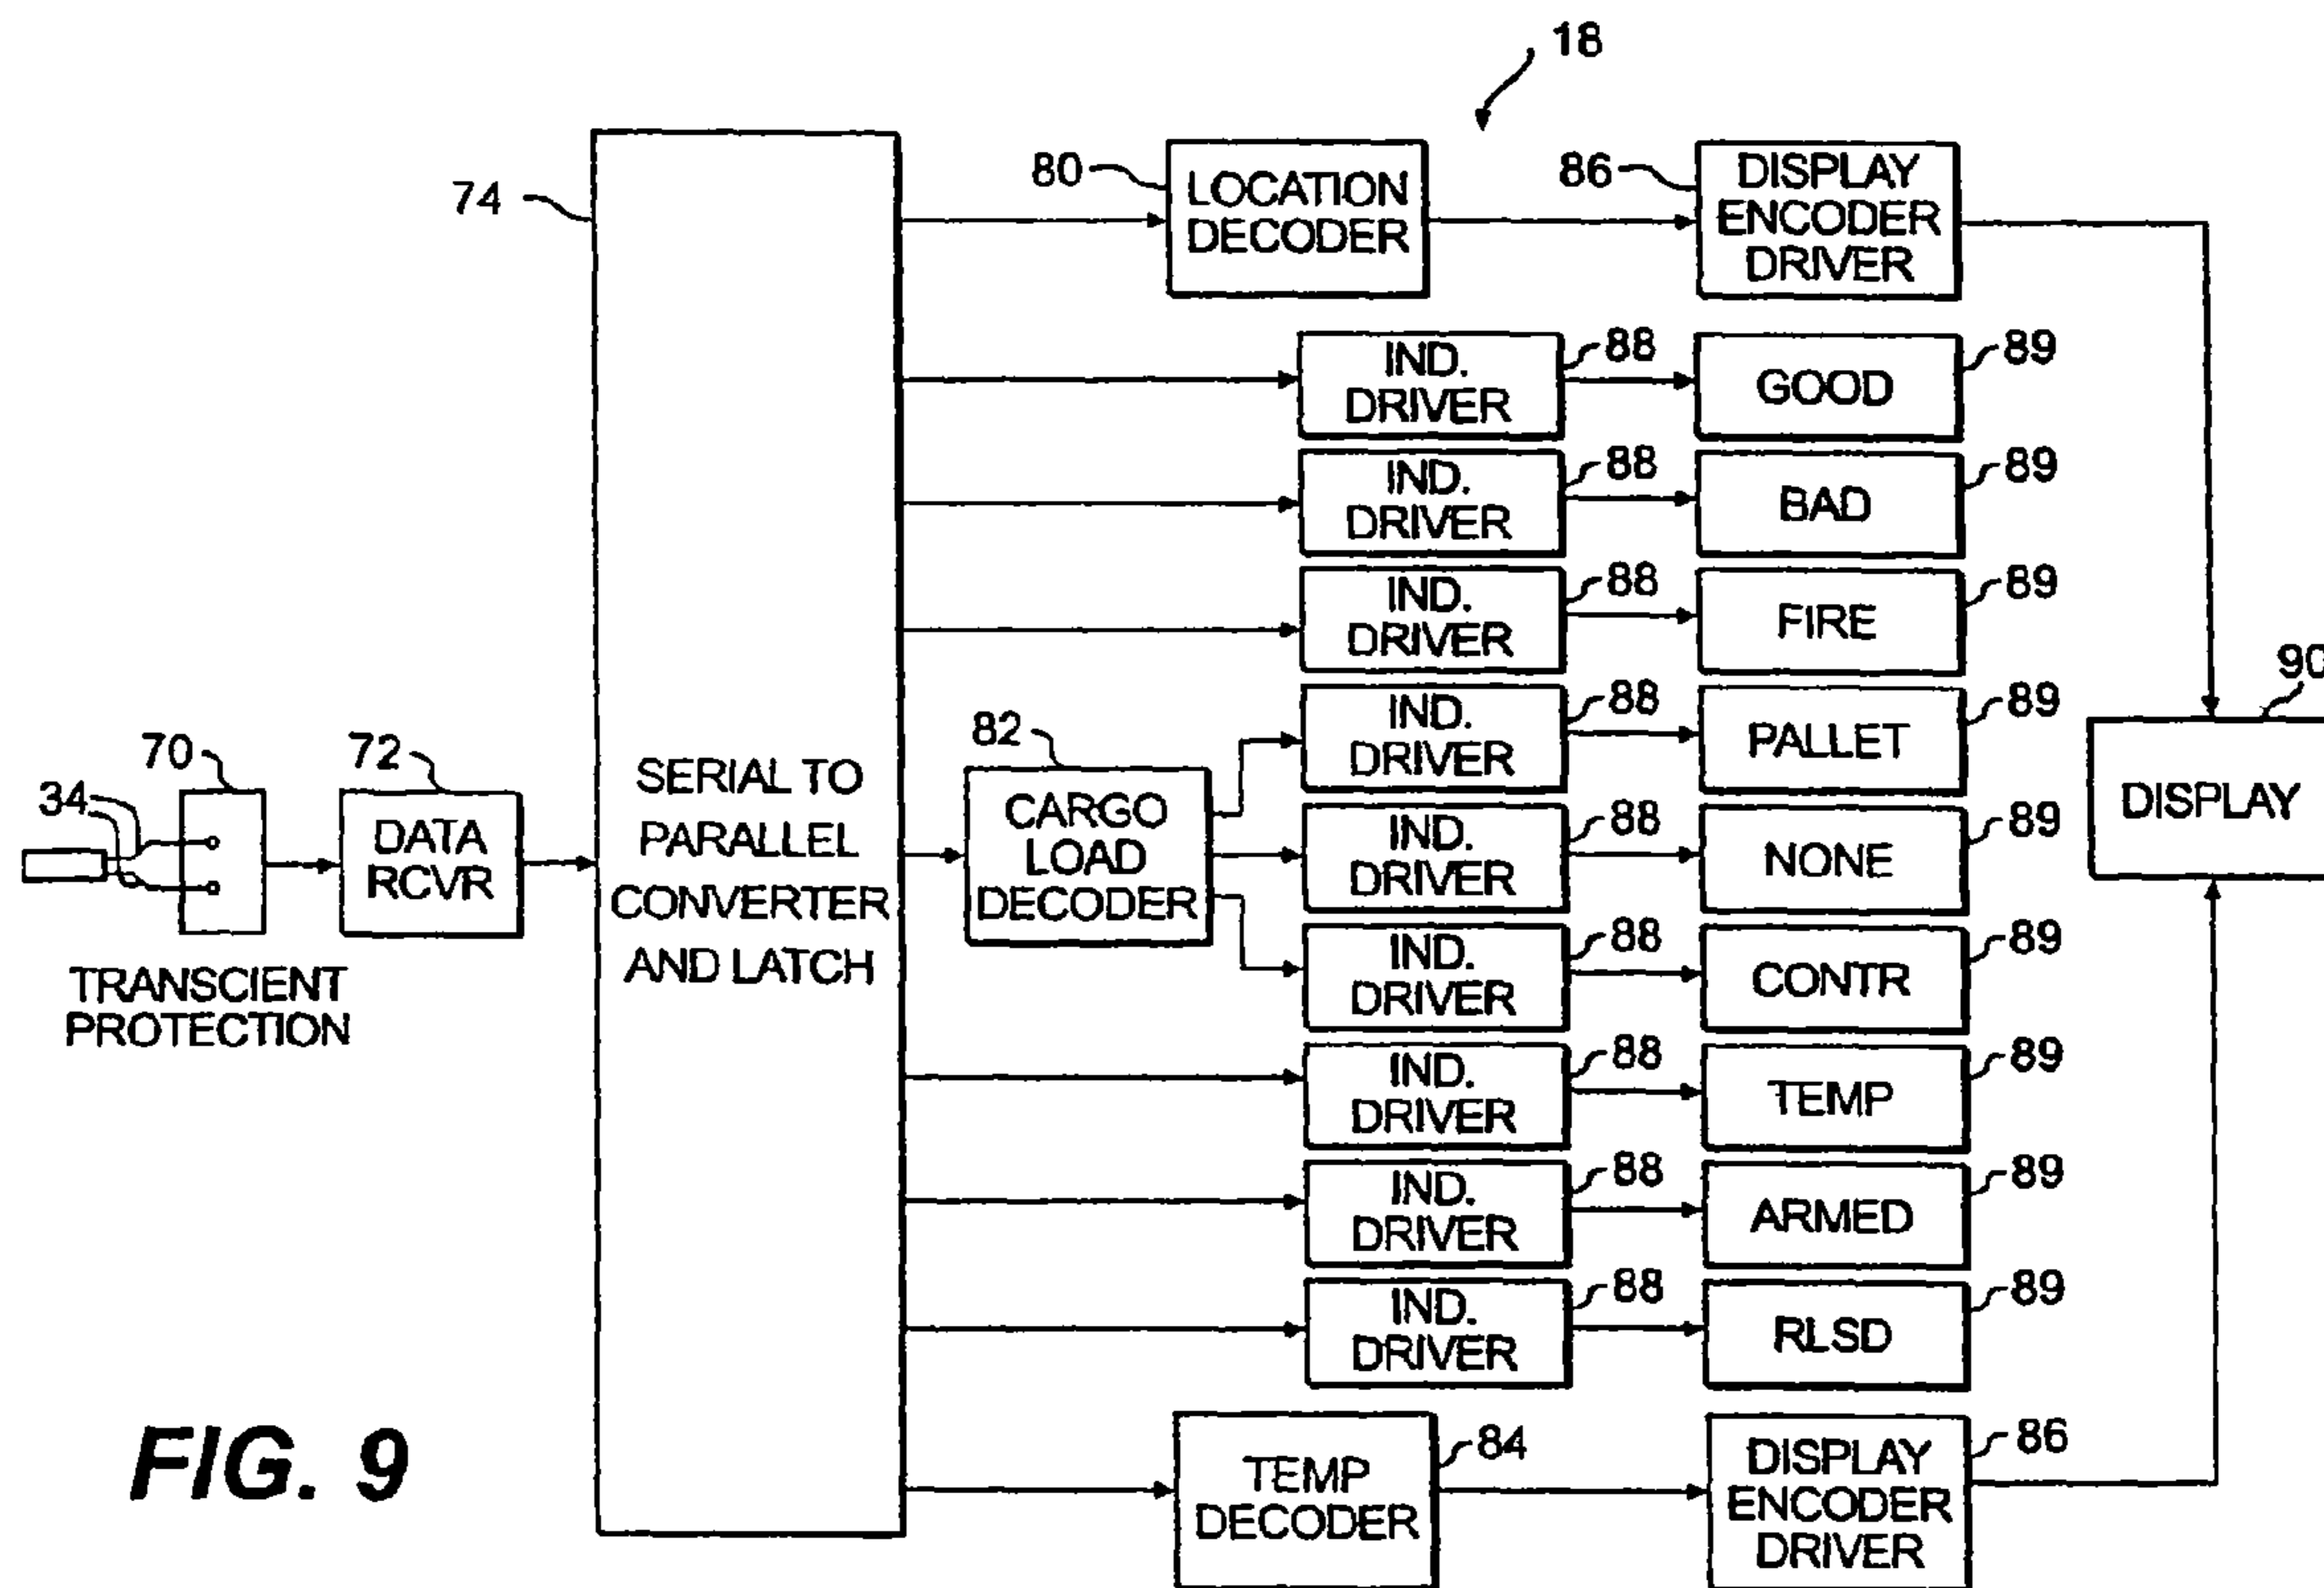 18
74
80
LOCATION
DECODER
86
DISPLAY
ENCODER
DRIVER
IND.
DRIVER
88
GOOD
89
IND.
DRIVER
88
BAD
89
IND.
DRIVER
88
FIRE
89
IND.
DRIVER
88
PALLET
89
90
DISPLAY
34
70
72
DATA
RCVR
TRANSCIENT
PROTECTION
SERIAL TO
PARALLEL
CONVERTER
AND LATCH
82
CARGO
LOAD
DECODER
IND.
DRIVER
88
NONE
89
IND.
DRIVER
88
CONTR
89
IND.
DRIVER
88
TEMP
89
IND.
DRIVER
88
ARMED
89
IND.
DRIVER
88
RLSD
89
TEMP
DECODER
84
DISPLAY
ENCODER
DRIVER
86
FIG. 9